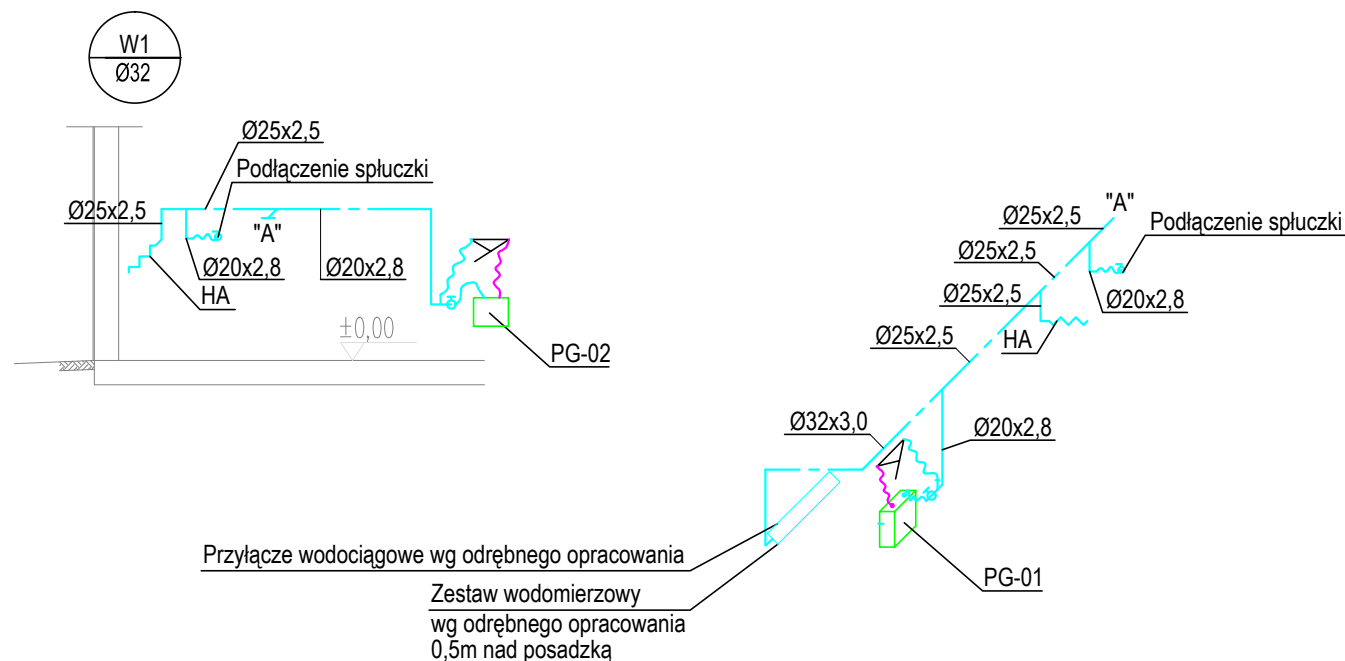 W1
Ø32
Ø25x2,5
Podłączenie spłuczki
Ø25x2,5
"A"
Ø20x2,8
Ø20x2,8
HA
±0,00
PG-02
"A"
Ø25x2,5
Podłączenie spłuczki
Ø25x2,5
Ø25x2,5
Ø20x2,8
HA
Ø25x2,5
Ø32x3,0
Ø20x2,8
Przyłącze wodociągowe wg odrębnego opracowania
PG-01
Zestaw wodomierzowy
wg odrębnego opracowania
0,5m nad posadzką